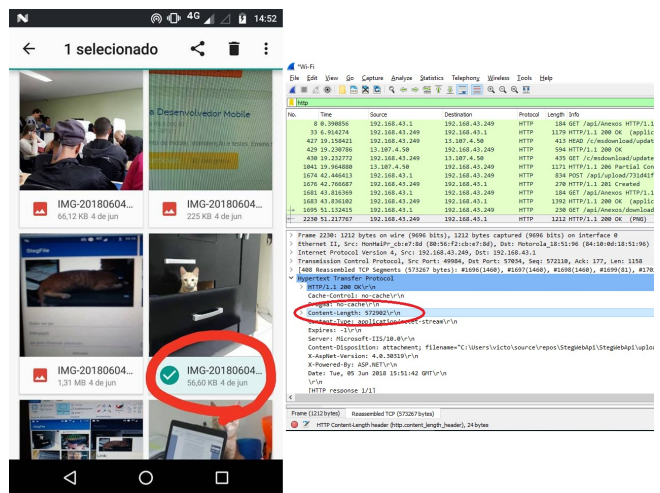 14:52
4G
1 selecionado
a Desenvolvedor Mobile
IMG-20180604...
66,12 KB 4 de jun
IMG-20180604...
225 KB 4 de jun
StegFile
IMG-20180604...
1,31 MB 4 de jun
IMG-20180604...
56,60 KB 4 de jun
*Wi-Fi
File Edit View Go Capture Analyze Statistics Telephony Wireless Tools Help
http
No. Time Source Destination Protocol Length Info
8 0.390856 192.168.43.1 192.168.43.249 HTTP 184 GET /api/Anexos HTTP/1.1
33 6.914274 192.168.43.249 192.168.43.1 HTTP 1179 HTTP/1.1 200 OK (applic
427 19.158421 192.168.43.249 13.107.4.50 HTTP 413 HEAD /c/msdownload/updat
429 19.230786 13.107.4.50 192.168.43.249 HTTP 594 HTTP/1.1 200 OK
430 19.232772 192.168.43.249 13.107.4.50 HTTP 435 GET /c/msdownload/update
1041 19.964880 13.107.4.50 192.168.43.249 HTTP 1171 HTTP/1.1 206 Partial Con
1674 42.446413 192.168.43.1 192.168.43.249 HTTP 834 POST /api/upload/731d41f
1676 42.766687 192.168.43.249 192.168.43.1 HTTP 270 HTTP/1.1 201 Created
1681 43.816369 192.168.43.1 192.168.43.249 HTTP 184 GET /api/Anexos HTTP/1.1
1683 43.836102 192.168.43.249 192.168.43.1 HTTP 1392 HTTP/1.1 200 OK (applic
1695 51.132415 192.168.43.1 192.168.43.249 HTTP 230 GET /api/Anexos/download
2230 51.217767 192.168.43.249 192.168.43.1 HTTP 1212 HTTP/1.1 200 OK (PNG)
Frame 2230: 1212 bytes on wire (9696 bits), 1212 bytes captured (9696 bits) on interface 0
Ethernet II, Src: HonHaiPr_cb:e7:8d (80:56:f2:cb:e7:8d), Dst: Motorola_18:51:96 (84:10:0d:18:51:96)
Internet Protocol Version 4, Src: 192.168.43.249, Dst: 192.168.43.1
Transmission Control Protocol, Src Port: 49984, Dst Port: 57034, Seq: 572110, Ack: 177, Len: 1158
[408 Reassembled TCP Segments (573267 bytes): #1696(1460), #1697(1460), #1698(1460), #1699(81), #170
Hypertext Transfer Protocol
HTTP/1.1 200 OK\r\n
Cache-Control: no-cache\r\n
Pragma: no-cache\r\n
Content-Length: 572902\r\n
Content-Type: application/octet-stream\r\n
Expires: -1\r\n
Server: Microsoft-IIS/10.0\r\n
Content-Disposition: attachment; filename="C:\Users\victo\source\repos\StegWebApi\StegWebApi\uploa
X-AspNet-Version: 4.0.30319\r\n
X-Powered-By: ASP.NET\r\n
Date: Tue, 05 Jun 2018 15:51:42 GMT\r\n
\r\n
[HTTP response 1/1]
Frame (1212 bytes) Reassembled TCP (573267 bytes)
HTTP Content-Length header (http.content_length_header), 24 bytes